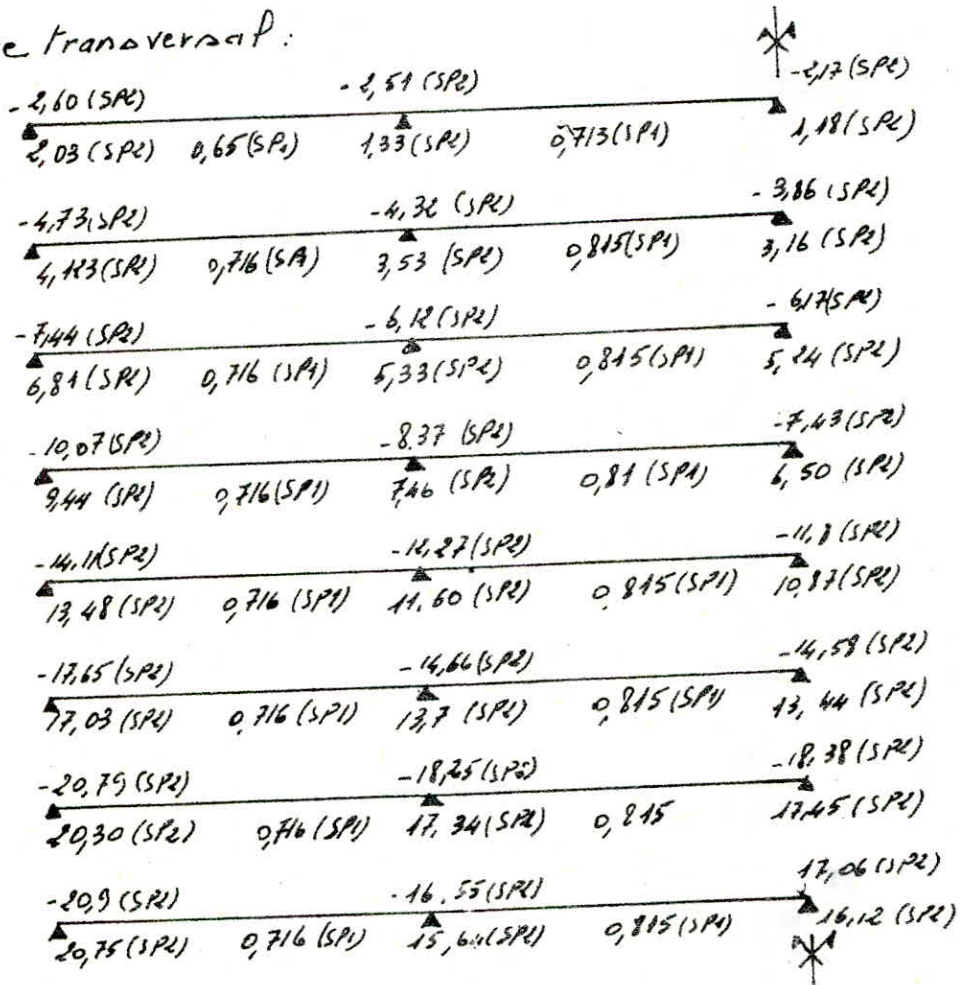 e transversal :
-2,60 (SP2) -2,51 (SP2) -2,17 (SP2)
2,03 (SP2) 0,65 (SP1) 1,33 (SP2) 0,713 (SP1) 1,18 (SP2)
-4,73 (SP2) -4,32 (SP2) -3,86 (SP2)
4,123 (SP2) 0,716 (SP1) 3,53 (SP2) 0,815 (SP1) 3,16 (SP2)
-7,44 (SP2) -6,12 (SP2) -6,17 (SP2)
6,81 (SP2) 0,716 (SP1) 5,33 (SP2) 0,815 (SP1) 5,24 (SP2)
-10,07 (SP2) -8.37 (SP2) -7,43 (SP2)
9,44 (SP2) 0,716 (SP1) 7,46 (SP2) 0,81 (SP1) 6,50 (SP2)
-14,11 (SP2) -12,27 (SP2) -11,8 (SP2)
13,48 (SP2) 0,716 (SP1) 11.60 (SP2) 0,815 (SP1) 10,87 (SP2)
-17,65 (SP2) -14,64 (SP2) -14,58 (SP2)
17,03 (SP2) 0,716 (SP1) 13,7 (SP2) 0,815 (SP1) 13,44 (SP2)
-20,79 (SP2) -18,25 (SP2) -18,38 (SP2)
20,30 (SP2) 0,716 (SP1) 17,34 (SP2) 0,815 17,45 (SP2)
-20,9 (SP2) -16,55 (SP2) 17,06 (SP2)
20,75 (SP2) 0,716 (SP1) 15,64 (SP2) 0,815 (SP1) 16,12 (SP2)